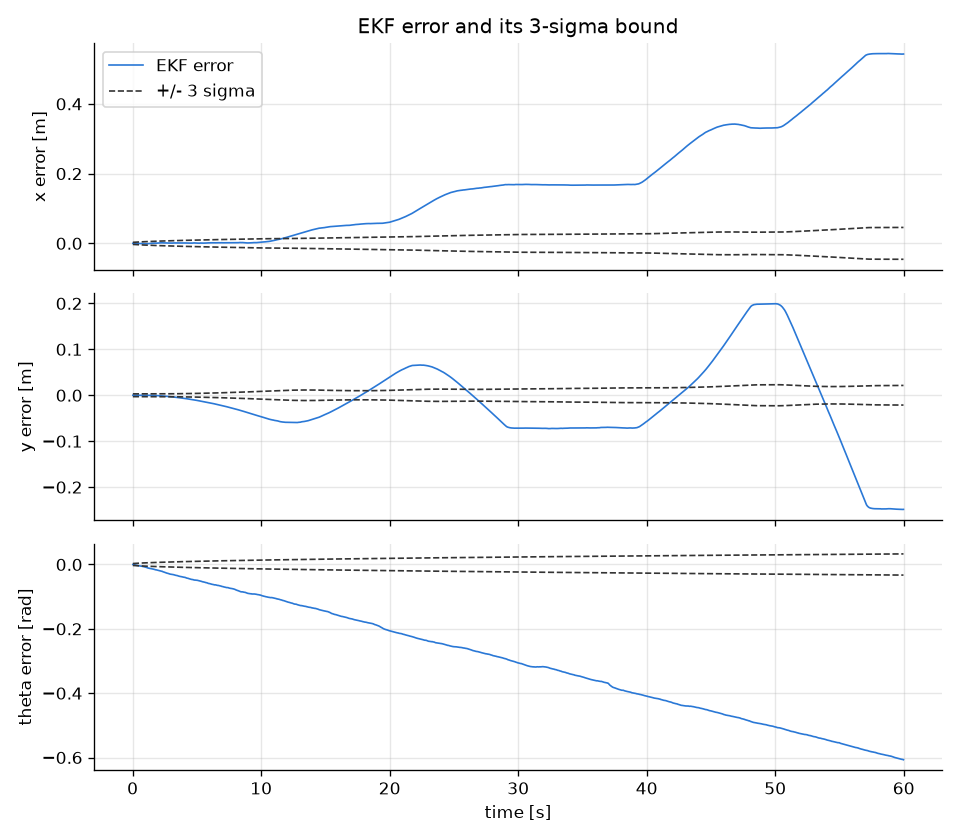 EKF error and its 3-sigma bound
EKF error
+/- 3 sigma
x error [m]
0.4
0.2
0.0
y error [m]
0.2
0.1
0.0
−0.1
−0.2
theta error [rad]
0.0
−0.2
−0.4
−0.6
0 10 20 30 40 50 60
time [s]